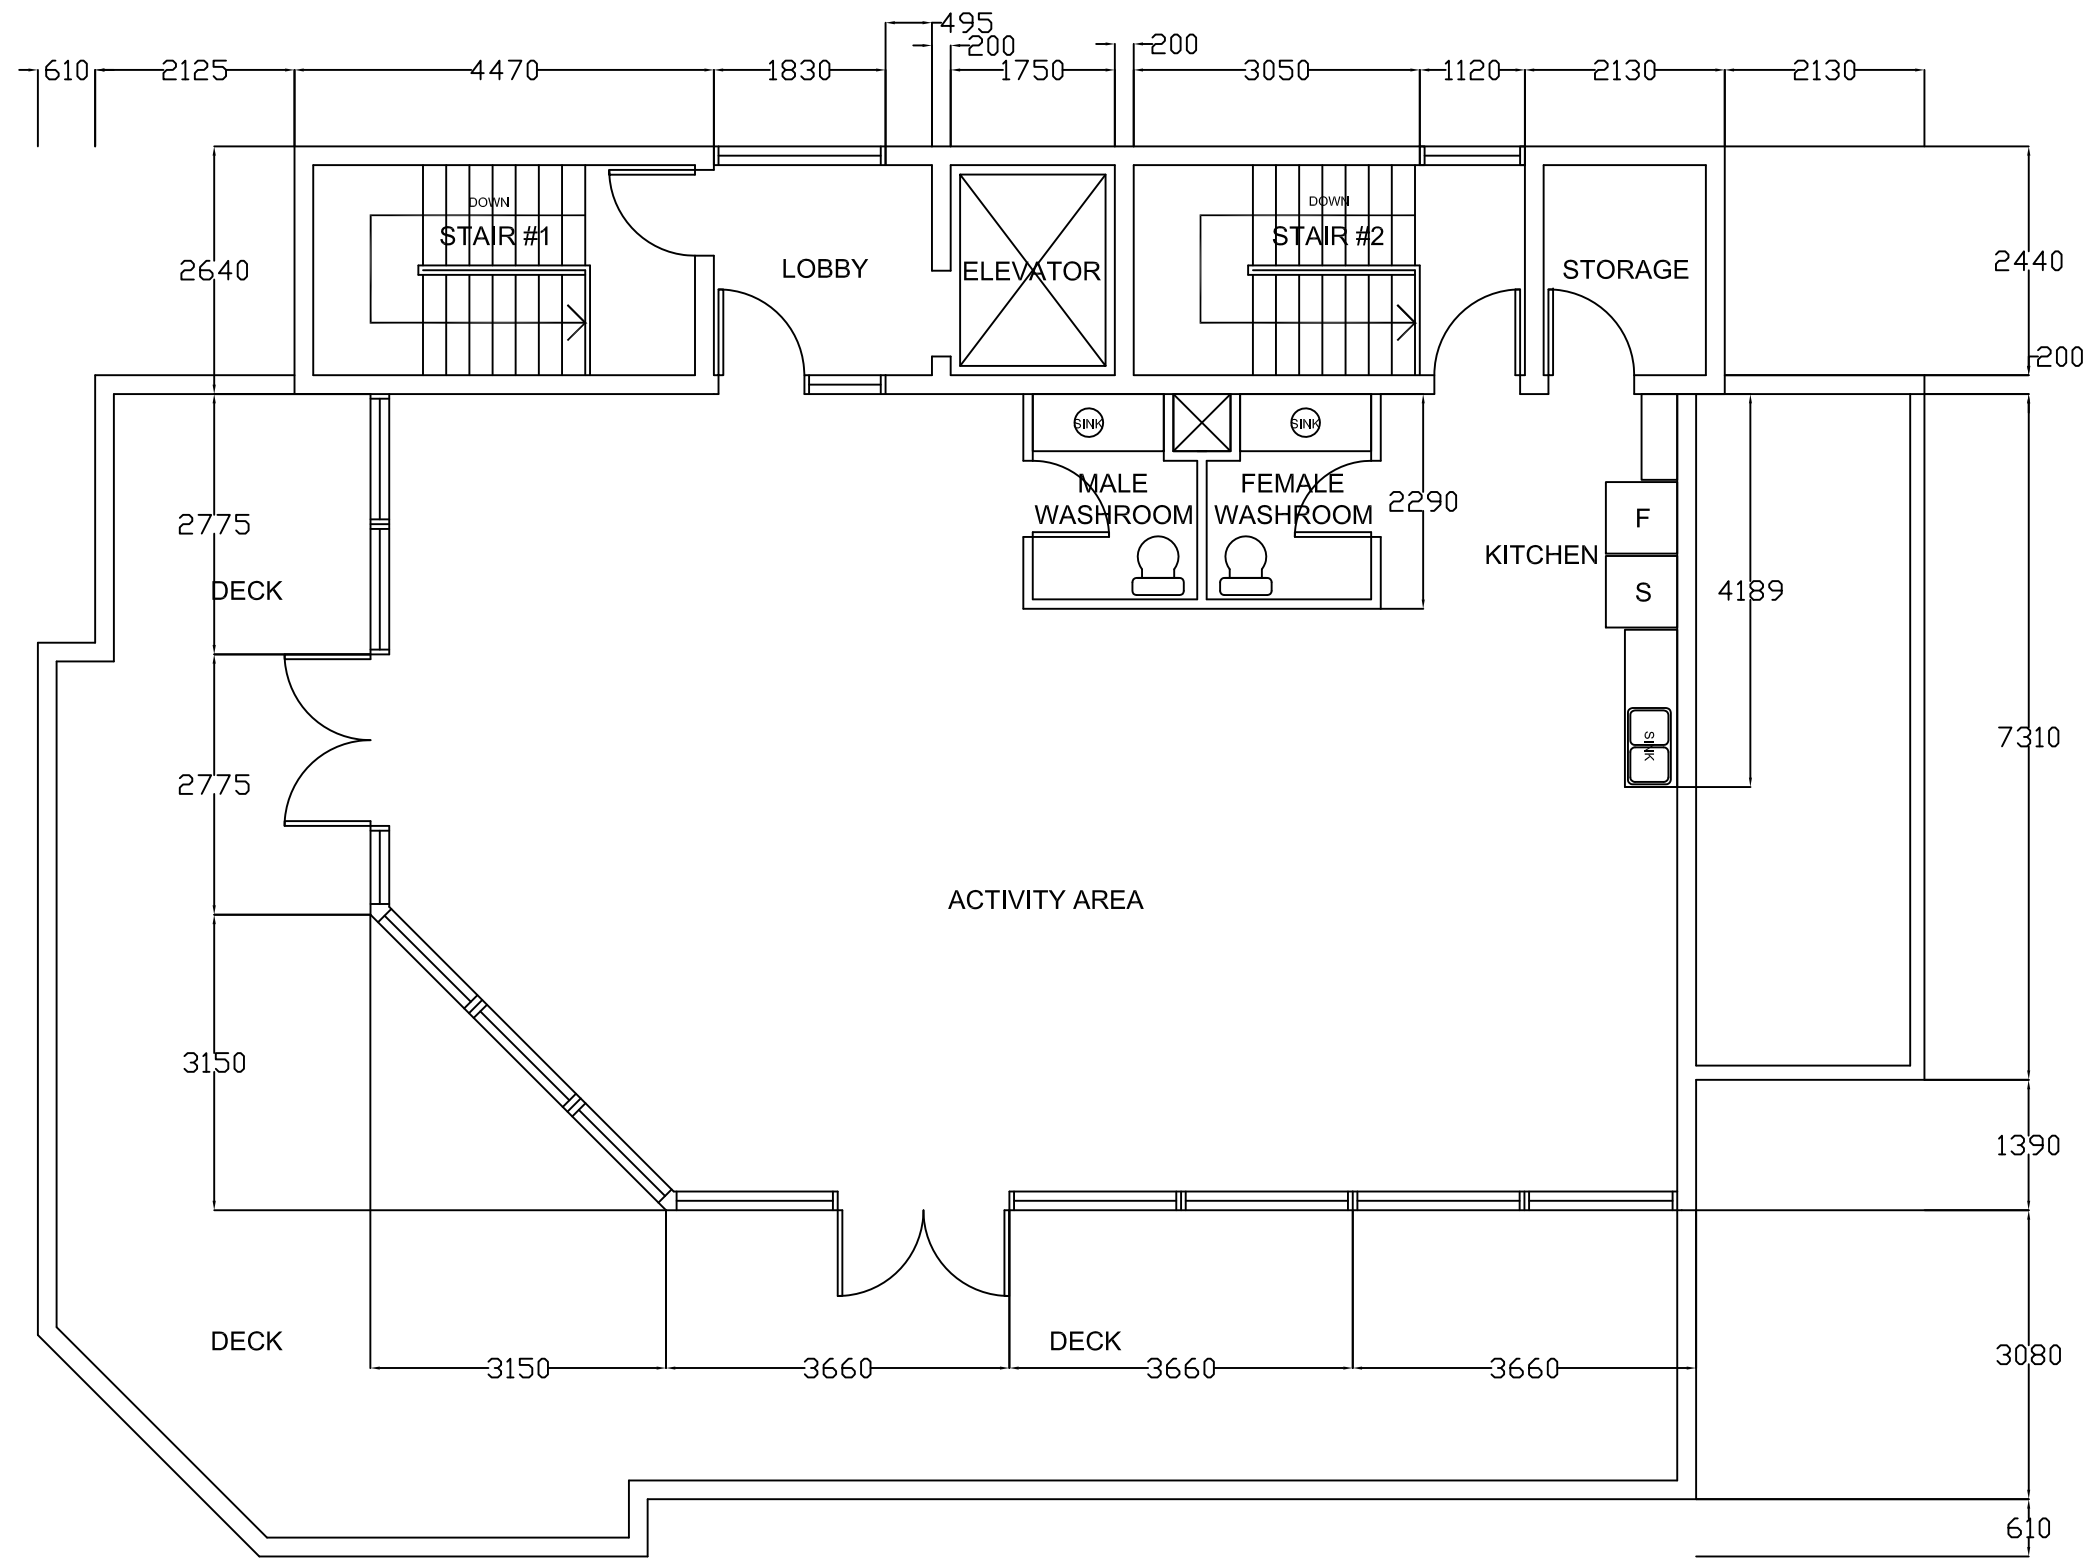 495
200
200
610
2125
4470
1830
1750
3050
1120
2130
2130
DOWN
DOWN
STAIR #1
STAIR #2
LOBBY
ELEVATOR
STORAGE
2640
2440
200
SINK
SINK
MALE
WASHROOM
FEMALE
WASHROOM
2290
F
2775
KITCHEN
DECK
S
4189
SINK
7310
2775
ACTIVITY AREA
3150
1390
DECK
DECK
3080
3150
3660
3660
3660
610